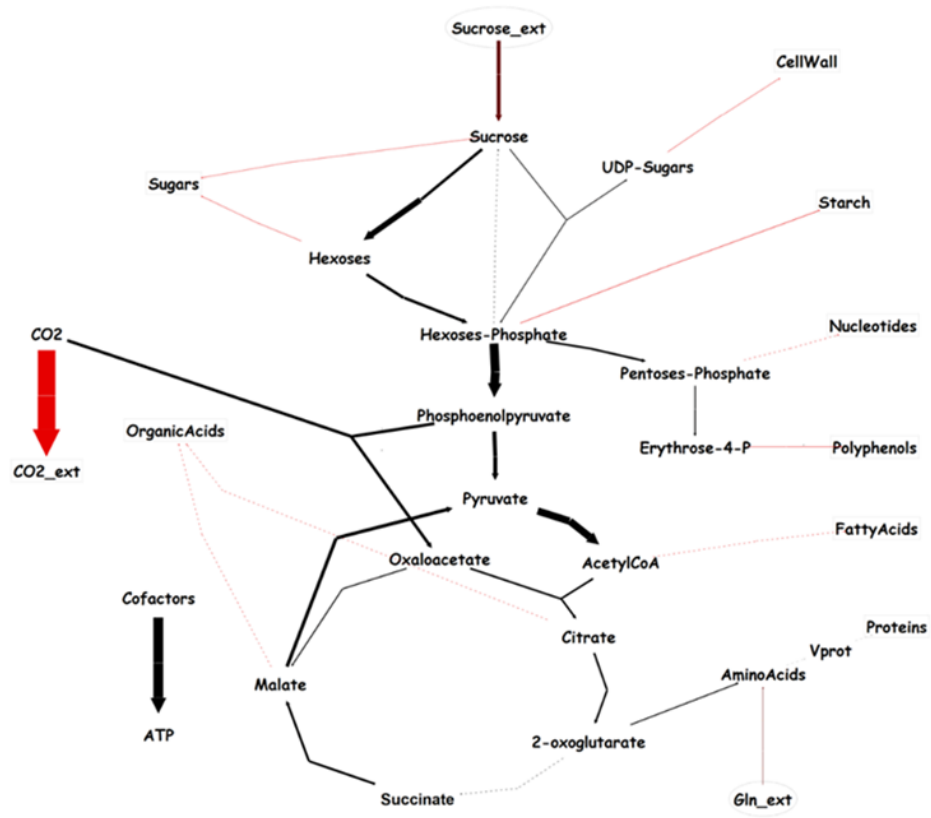 Sucrose_ext
CellWall
Sucrose
UDP-Sugars
Sugars
Starch
Hexoses
Nucleotides
CO2
Hexoses-Phosphate
Pentoses-Phosphate
Phosphoenolpyruvate
OrganicAcids
Erythrose-4-P
Polyphenols
CO2_ext
Pyruvate
FattyAcids
Oxaloacetate
AcetylCoA
Cofactors
Proteins
Citrate
Vprot
AminoAcids
Malate
ATP
2-oxoglutarate
Succinate
Gln_ext